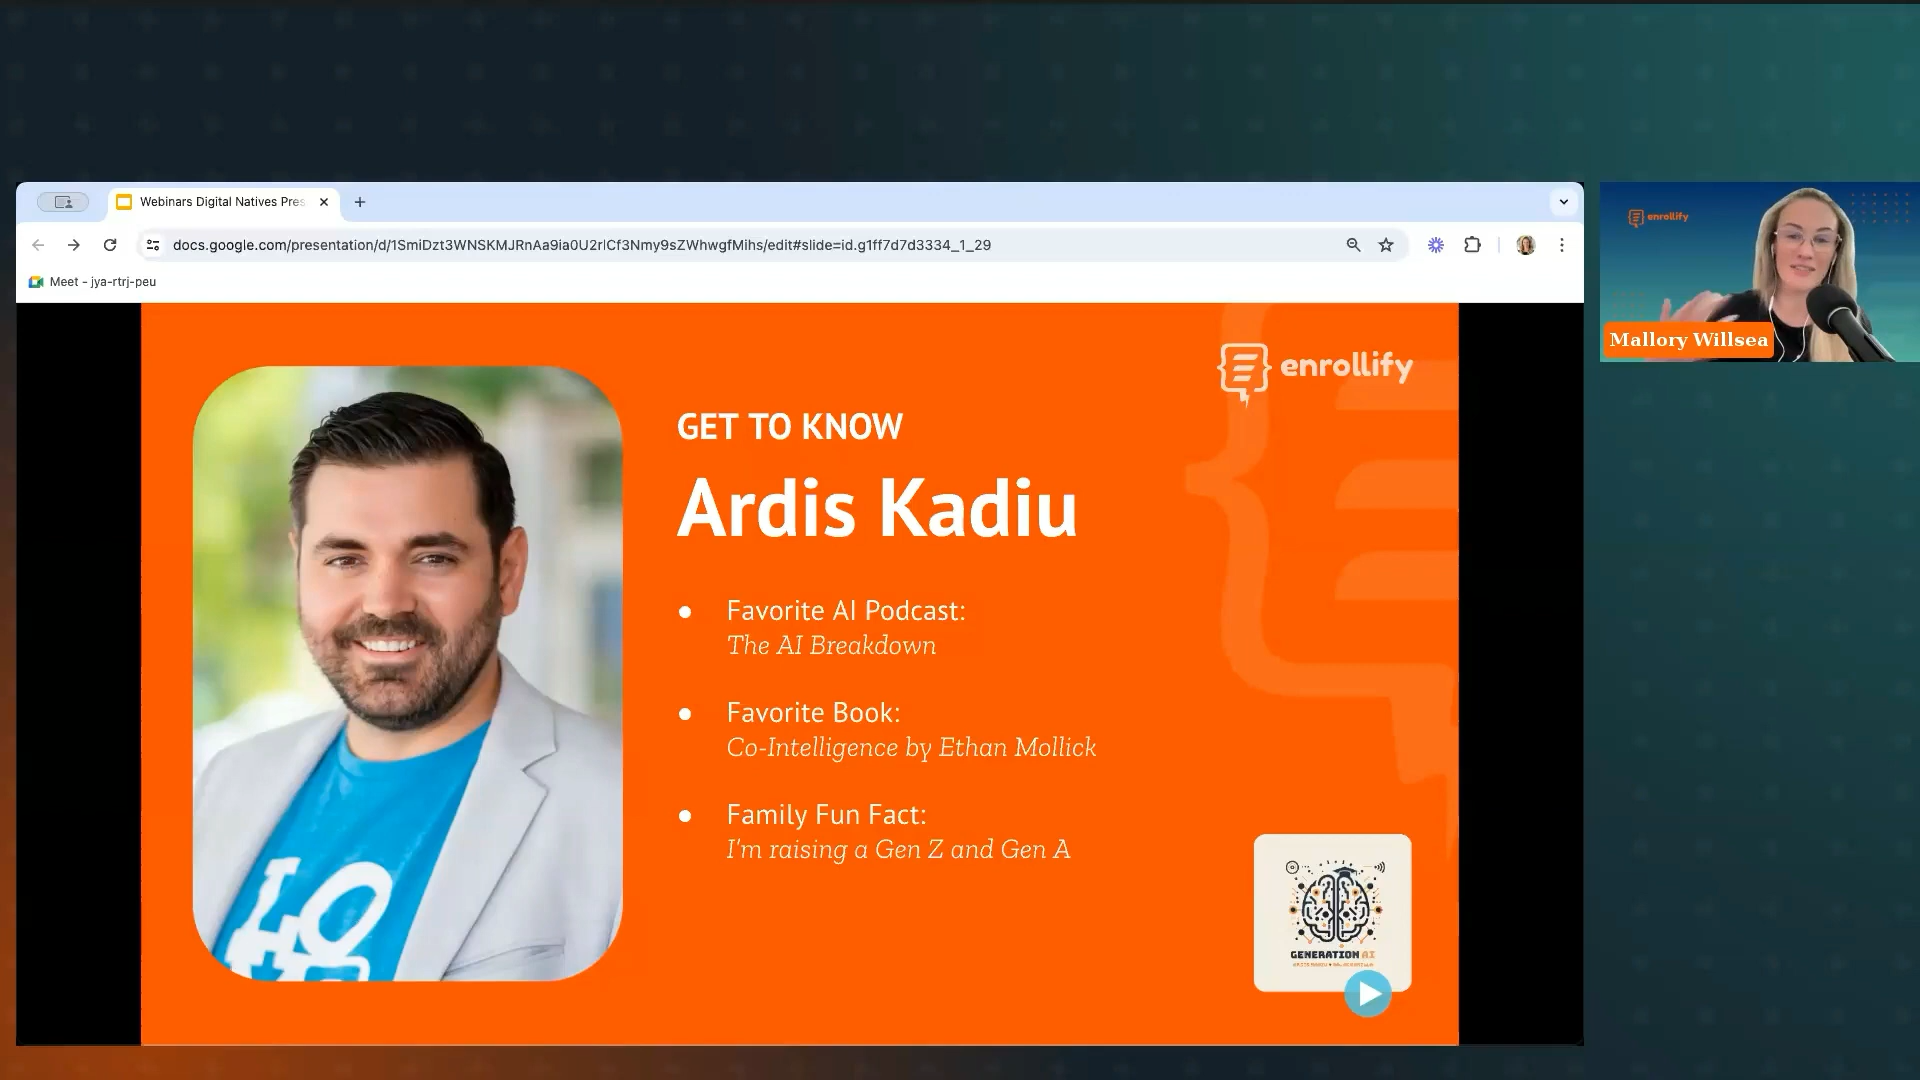 Webinars Digital Natives Pres
docs.google.com/presentation/d/1SmiDzt3WNSKMJRnAa9ia0U2rlCf3Nmy9sZWhwgfMihs/edit#slide=id.g1ff7d7d3334_1_29
Meet - jya-rtrj-peu
enrollify
Mallory Willsea
enrollify
GET TO KNOW
Ardis Kadiu
● Favorite AI Podcast:
The AI Breakdown
● Favorite Book:
Co-Intelligence by Ethan Mollick
● Family Fun Fact:
I'm raising a Gen Z and Gen A
LO
GENERATION AI